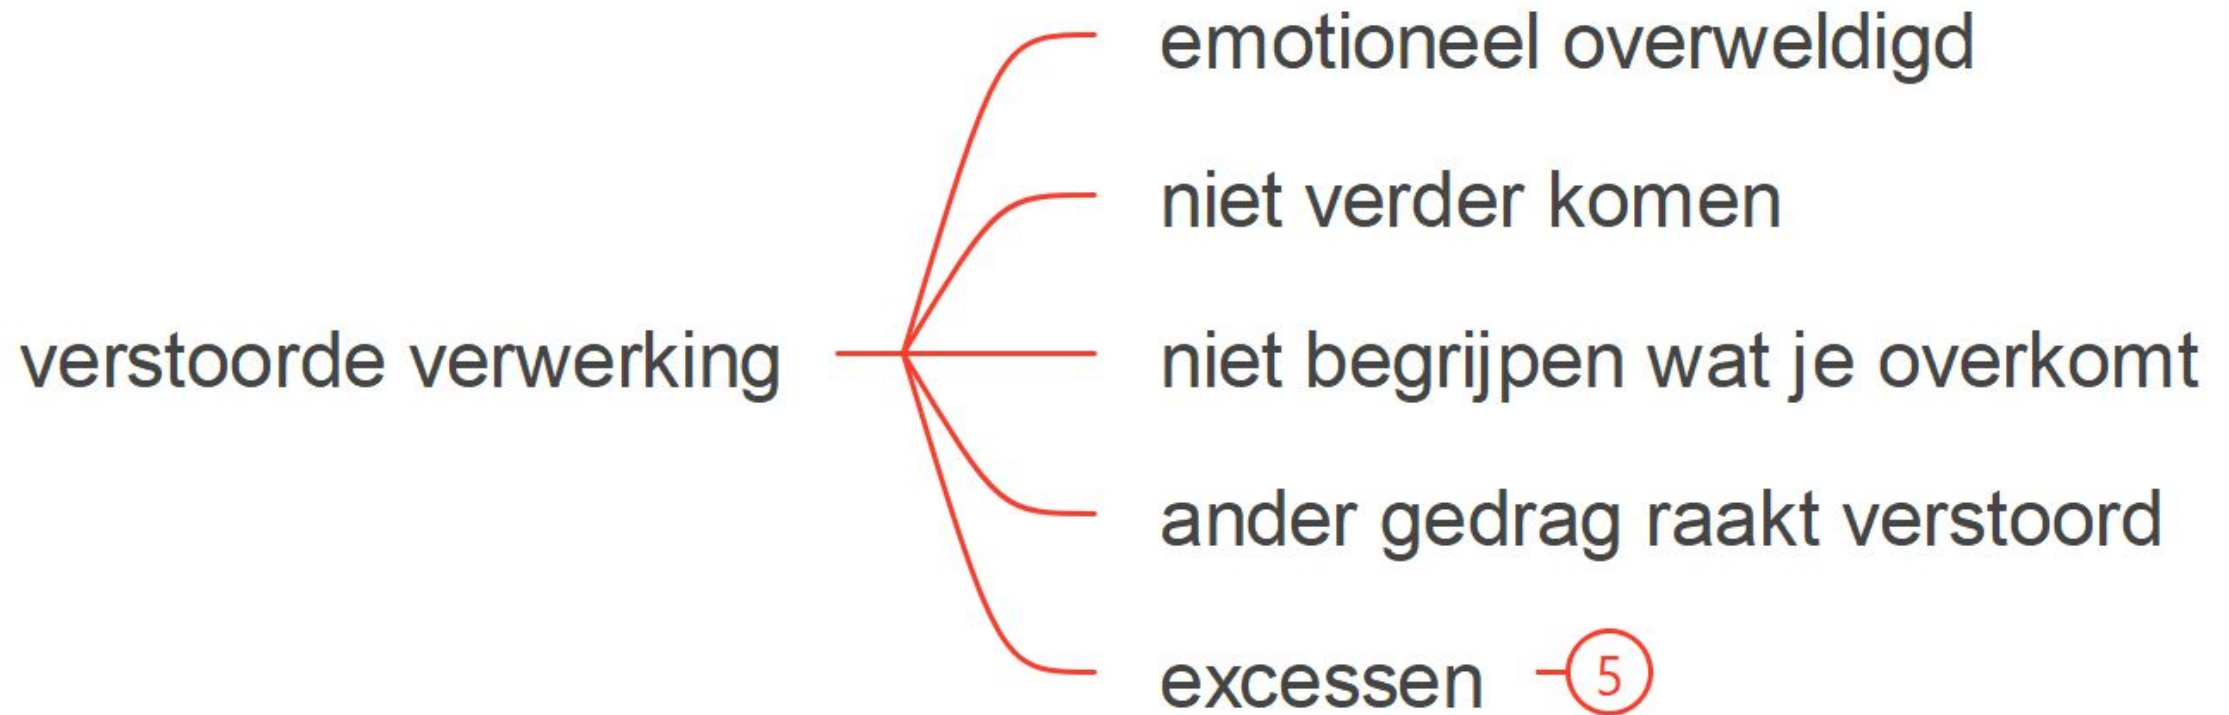 emotioneel overweldigd
niet verder komen
verstoorde verwerking
niet begrijpen wat je overkomt
ander gedrag raakt verstoord
excessen
5